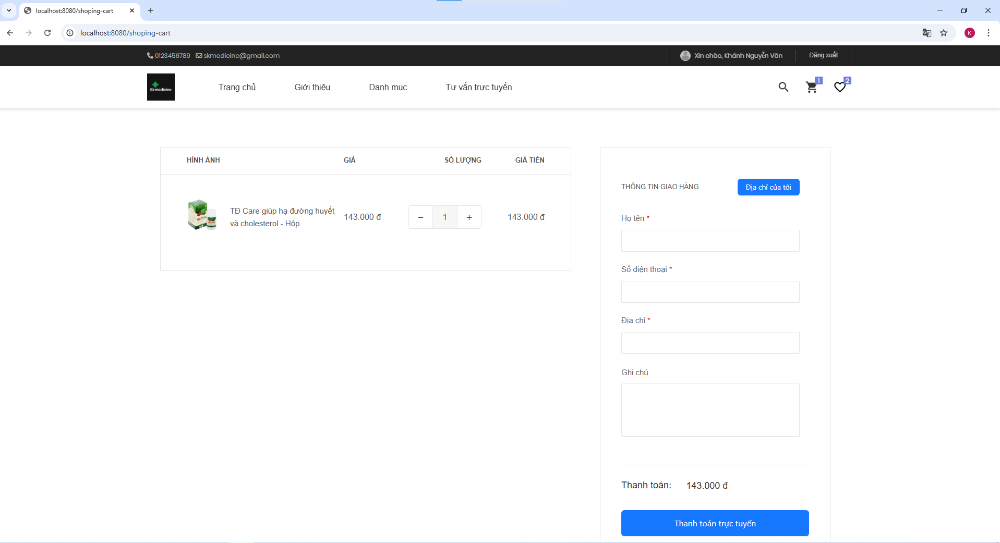 localhost:8080/shoping-cart
localhost:8080/shoping-cart
K
0123456789 skmedicine@gmail.com
Xin chào, Khánh Nguyễn Văn
Đăng xuất
Skmedicine
Trang chủ
Giới thiệu
Danh mục
Tư vấn trực tuyến
1
2
HÌNH ẢNH
GIÁ
SỐ LƯỢNG
GIÁ TIỀN
TĐ Care giúp hạ đường huyết
và cholesterol - Hộp
143.000 đ
− 1 +
143.000 đ
THÔNG TIN GIAO HÀNG
Địa chỉ của tôi
Họ tên *
Số điện thoại *
Địa chỉ *
Ghi chú
Thanh toán: 143.000 đ
Thanh toán trực tuyến